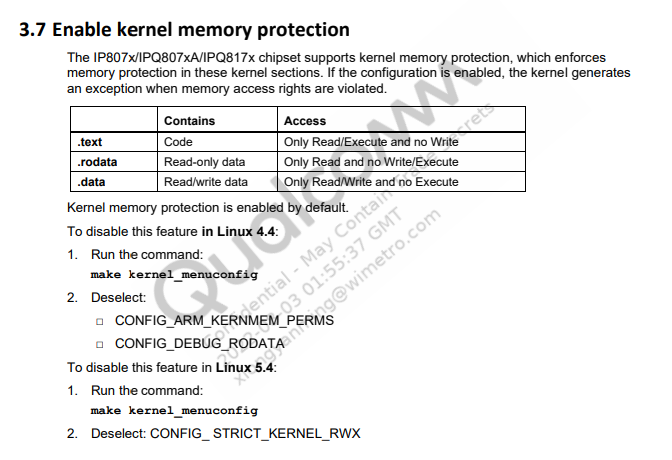 3.7 Enable kernel memory protection
The IP807x/IPQ807xA/IPQ817x chipset supports kernel memory protection, which enforces
memory protection in these kernel sections. If the configuration is enabled, the kernel generates
an exception when memory access rights are violated.
Contains Access
.text Code Only Read/Execute and no Write
.rodata Read-only data Only Read and no Write/Execute
.data Read/write data Only Read/Write and no Execute
Kernel memory protection is enabled by default.
To disable this feature in Linux 4.4:
1. Run the command:
make kernel_menuconfig
2. Deselect:
□ CONFIG_ARM_KERNMEM_PERMS
□ CONFIG_DEBUG_RODATA
To disable this feature in Linux 5.4:
1. Run the command:
make kernel_menuconfig
2. Deselect: CONFIG_ STRICT_KERNEL_RWX
Qualcomm
Confidential - May Contain Trade Secrets
01:55:37 GMT